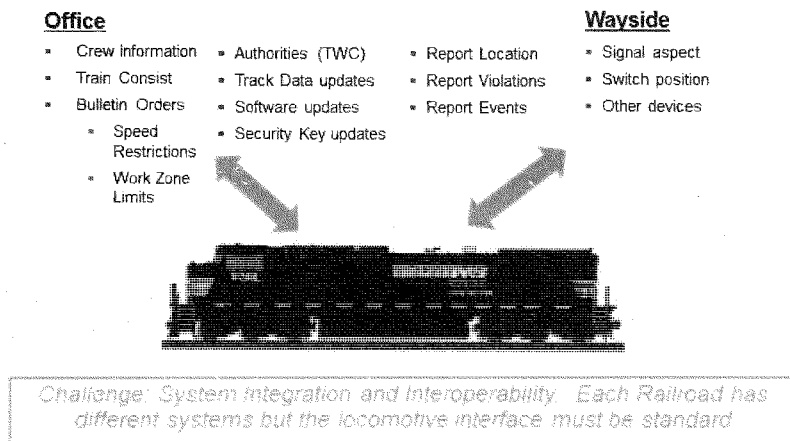 Office
Crew information
Train Consist
Bulletin Orders
Speed
Restrictions
Work Zone
Limits
Authorities (TWC)
Track Data updates
Software updates
Security Key updates
Report Location
Report Violations
Report Events
Wayside
Signal aspect
Switch position
Other devices
Challenge: System Integration and Interoperability. Each Railroad has
different systems but the locomotive interface must be standard